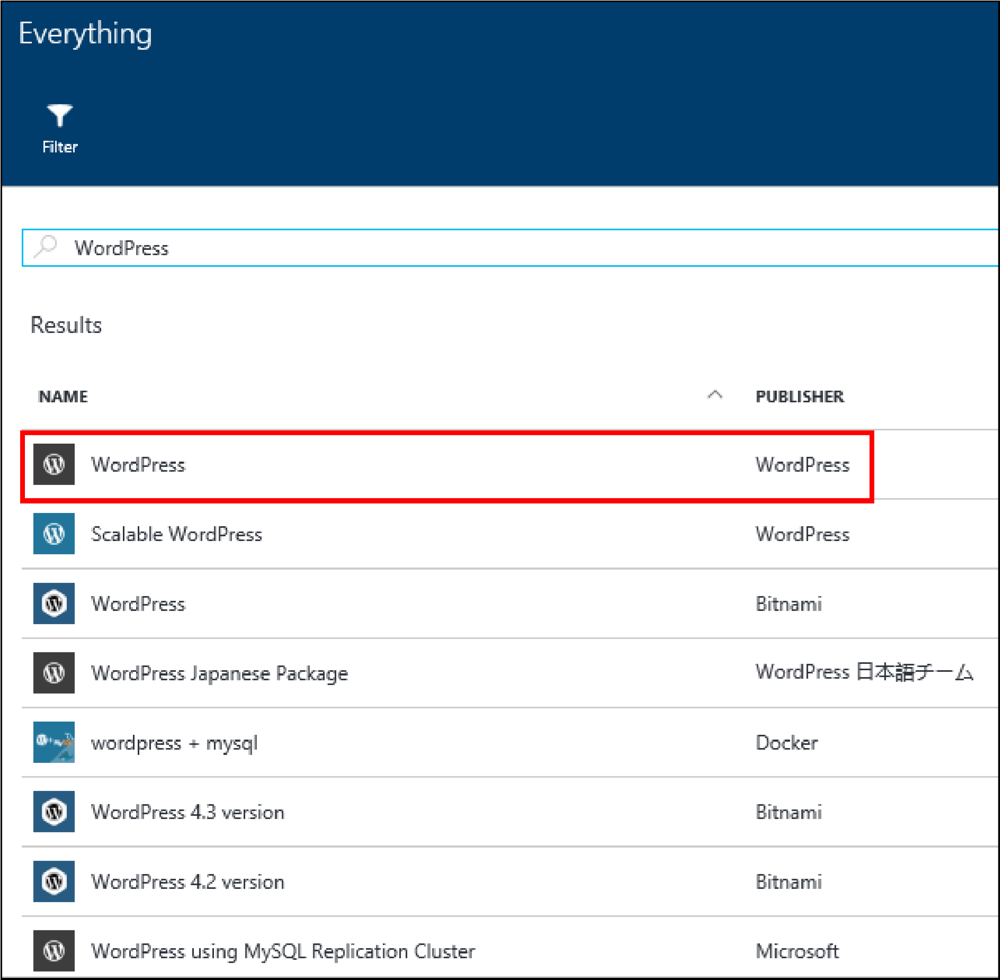 Everything
Filter
WordPress
Results
NAME PUBLISHER
WordPress WordPress
Scalable WordPress WordPress
WordPress Bitnami
WordPress Japanese Package WordPress 日本語チーム
wordpress + mysql Docker
WordPress 4.3 version Bitnami
WordPress 4.2 version Bitnami
WordPress using MySQL Replication Cluster Microsoft